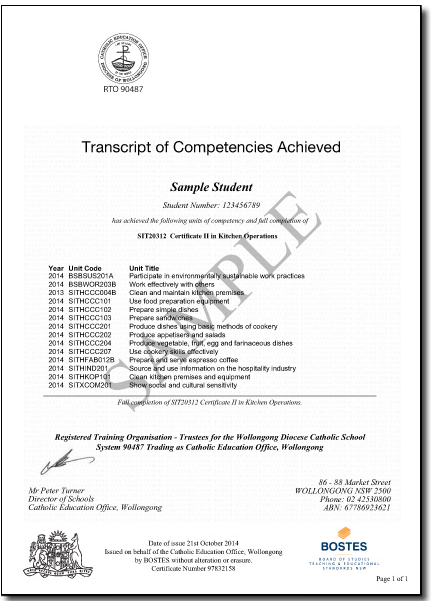 CATHOLIC EDUCATION OFFICE
DIOCESE OF WOLLONGONG
RTO 90487
Transcript of Competencies Achieved
Sample Student
Student Number: 123456789
has achieved the following units of competency and full completion of
SIT20312 Certificate II in Kitchen Operations
SAMPLE
Year Unit Code Unit Title
2014 BSBSUS201A Participate in environmentally sustainable work practices
2014 BSBWOR203B Work effectively with others
2013 SITHCCC004B Clean and maintain kitchen premises
2014 SITHCCC101 Use food preparation equipment
2014 SITHCCC102 Prepare simple dishes
2014 SITHCCC103 Prepare sandwiches
2014 SITHCCC201 Produce dishes using basic methods of cookery
2014 SITHCCC202 Produce appetisers and salads
2014 SITHCCC204 Produce vegetable, fruit, egg and farinaceous dishes
2014 SITHCCC207 Use cookery skills effectively
2014 SITHFAB012B Prepare and serve espresso coffee
2014 SITHIND201 Source and use information on the hospitality industry
2014 SITHKOP101 Clean kitchen premises and equipment
2014 SITXCOM201 Show social and cultural sensitivity
Full completion of SIT20312 Certificate II in Kitchen Operations.
Registered Training Organisation - Trustees for the Wollongong Diocese Catholic School
System 90487 Trading as Catholic Education Office, Wollongong
Mr Peter Turner
Director of Schools
Catholic Education Office, Wollongong
86 - 88 Market Street
WOLLONGONG NSW 2500
Phone: 02 42530800
ABN: 67786923621
Date of issue 21st October 2014
Issued on behalf of the Catholic Education Office, Wollongong
by BOSTES without alteration or erasure.
Certificate Number 97832158
BOSTES
BOARD OF STUDIES
TEACHING & EDUCATIONAL
STANDARDS NSW
Page 1 of 1